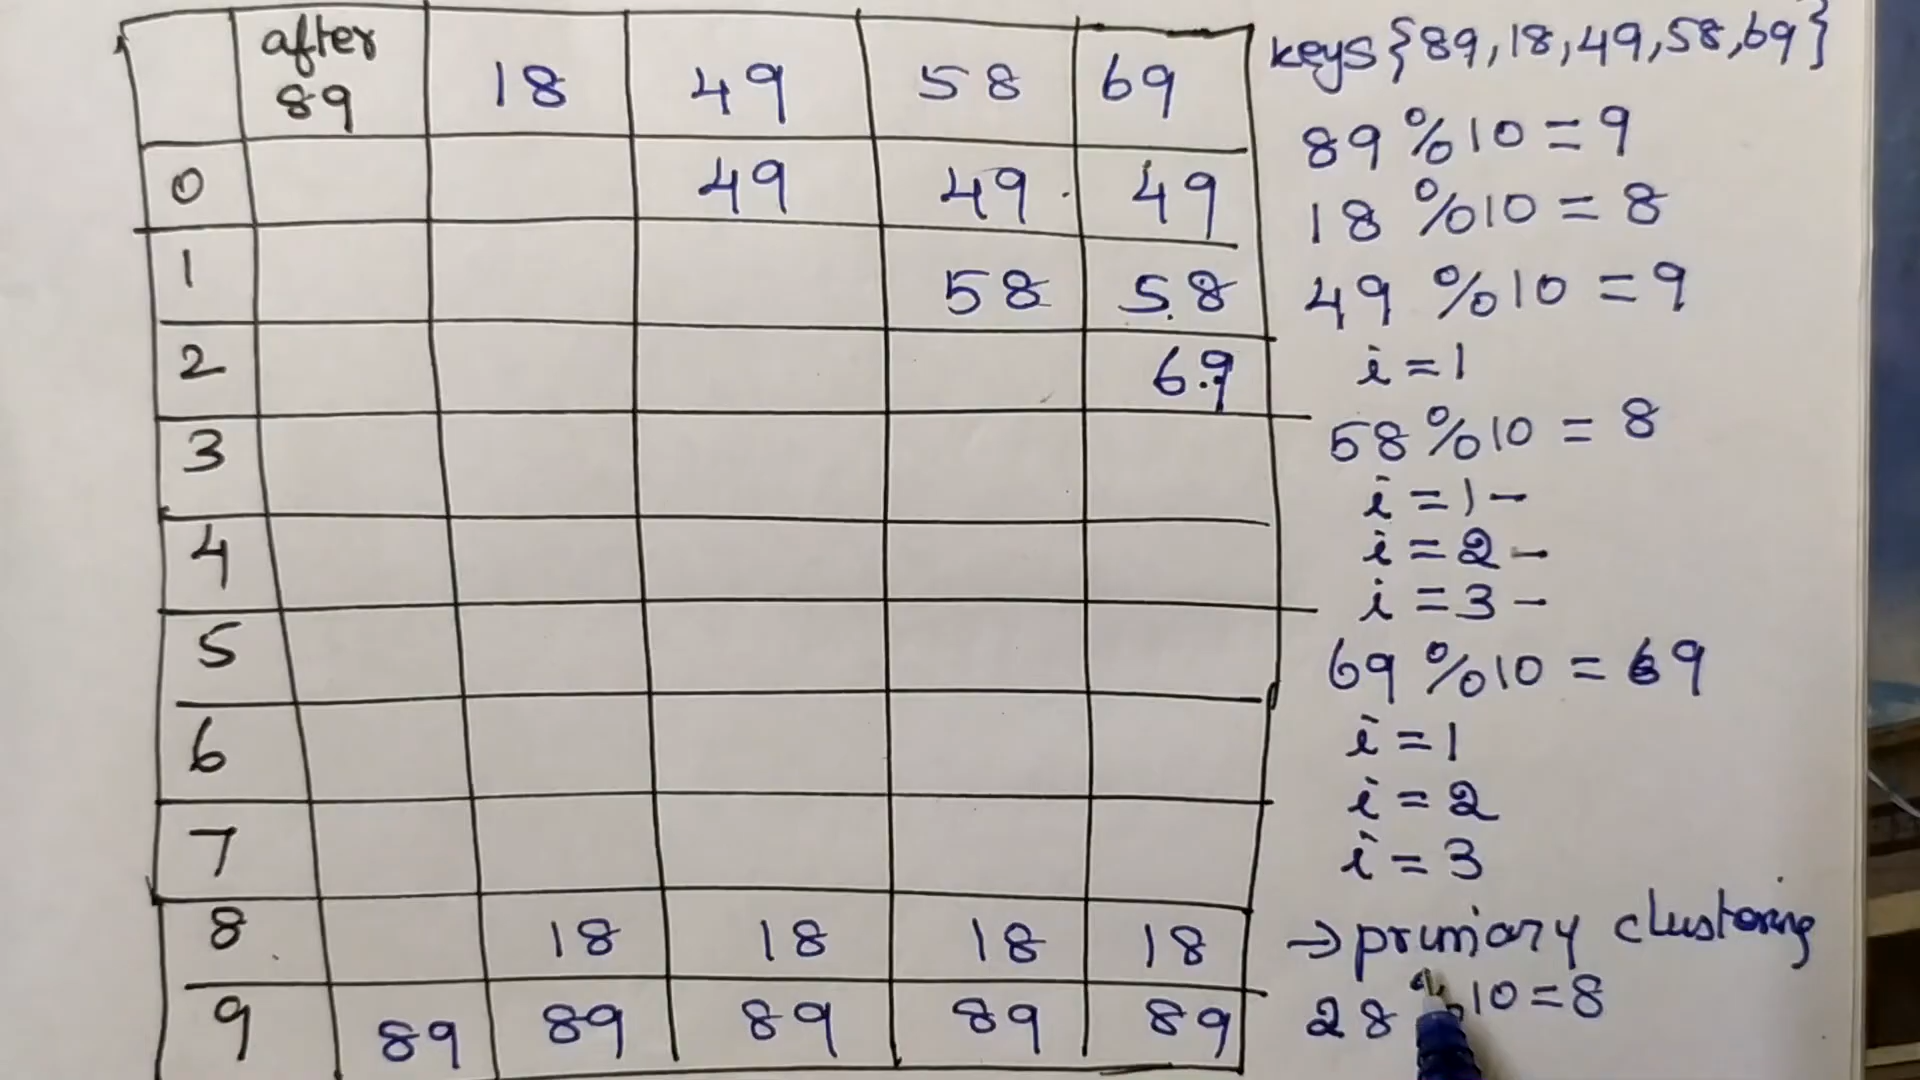 after
89 18 49 58 69
0 49 49 49
1 58 58
2 69
3
4
5
6
7
8 18 18 18 18
9 89 89 89 89 89
keys {89,18,49,58,69}
89 % 10 = 9
18 % 10 = 8
49 % 10 = 9
i = 1
58 % 10 = 8
i = 1 -
i = 2 -
i = 3 -
69 % 10 = 9
i = 1
i = 2
i = 3
→ primary clustering
28 % 10 = 8